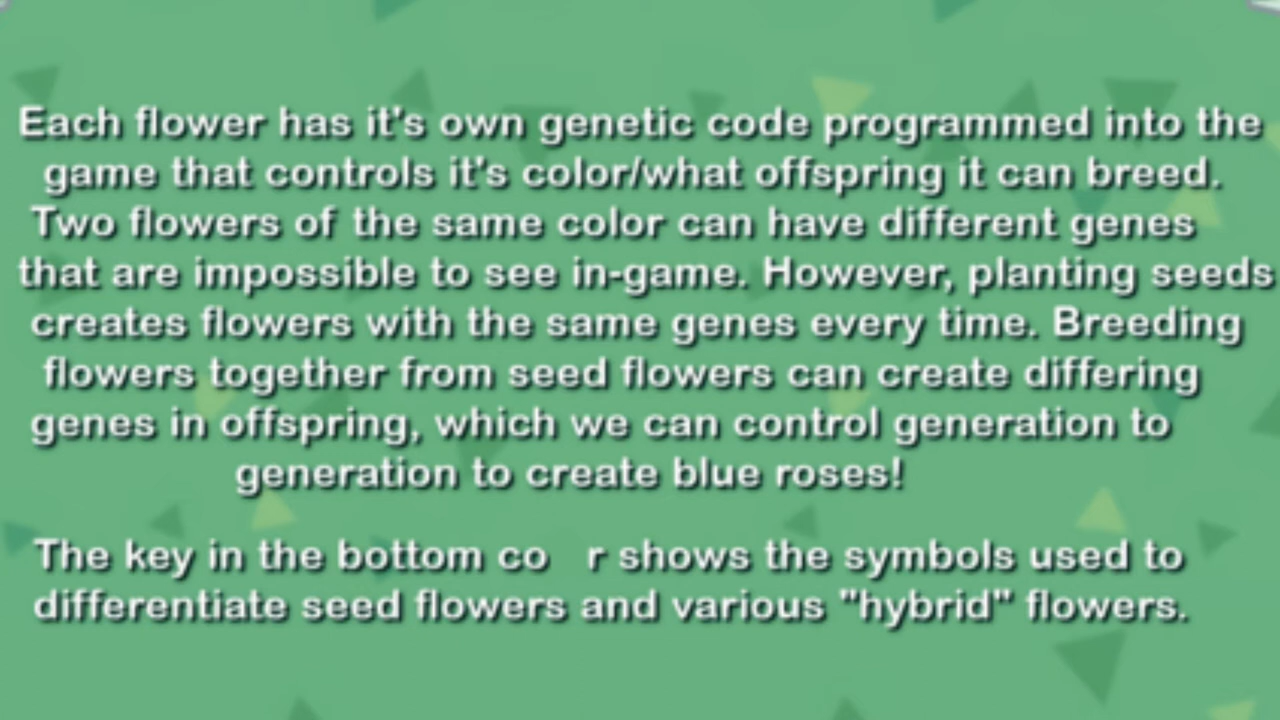 Each flower has it's own genetic code programmed into the
game that controls it's color/what offspring it can breed.
Two flowers of the same color can have different genes
that are impossible to see in-game. However, planting seeds
creates flowers with the same genes every time. Breeding
flowers together from seed flowers can create differing
genes in offspring, which we can control generation to
generation to create blue roses!
The key in the bottom co r shows the symbols used to
differentiate seed flowers and various "hybrid" flowers.